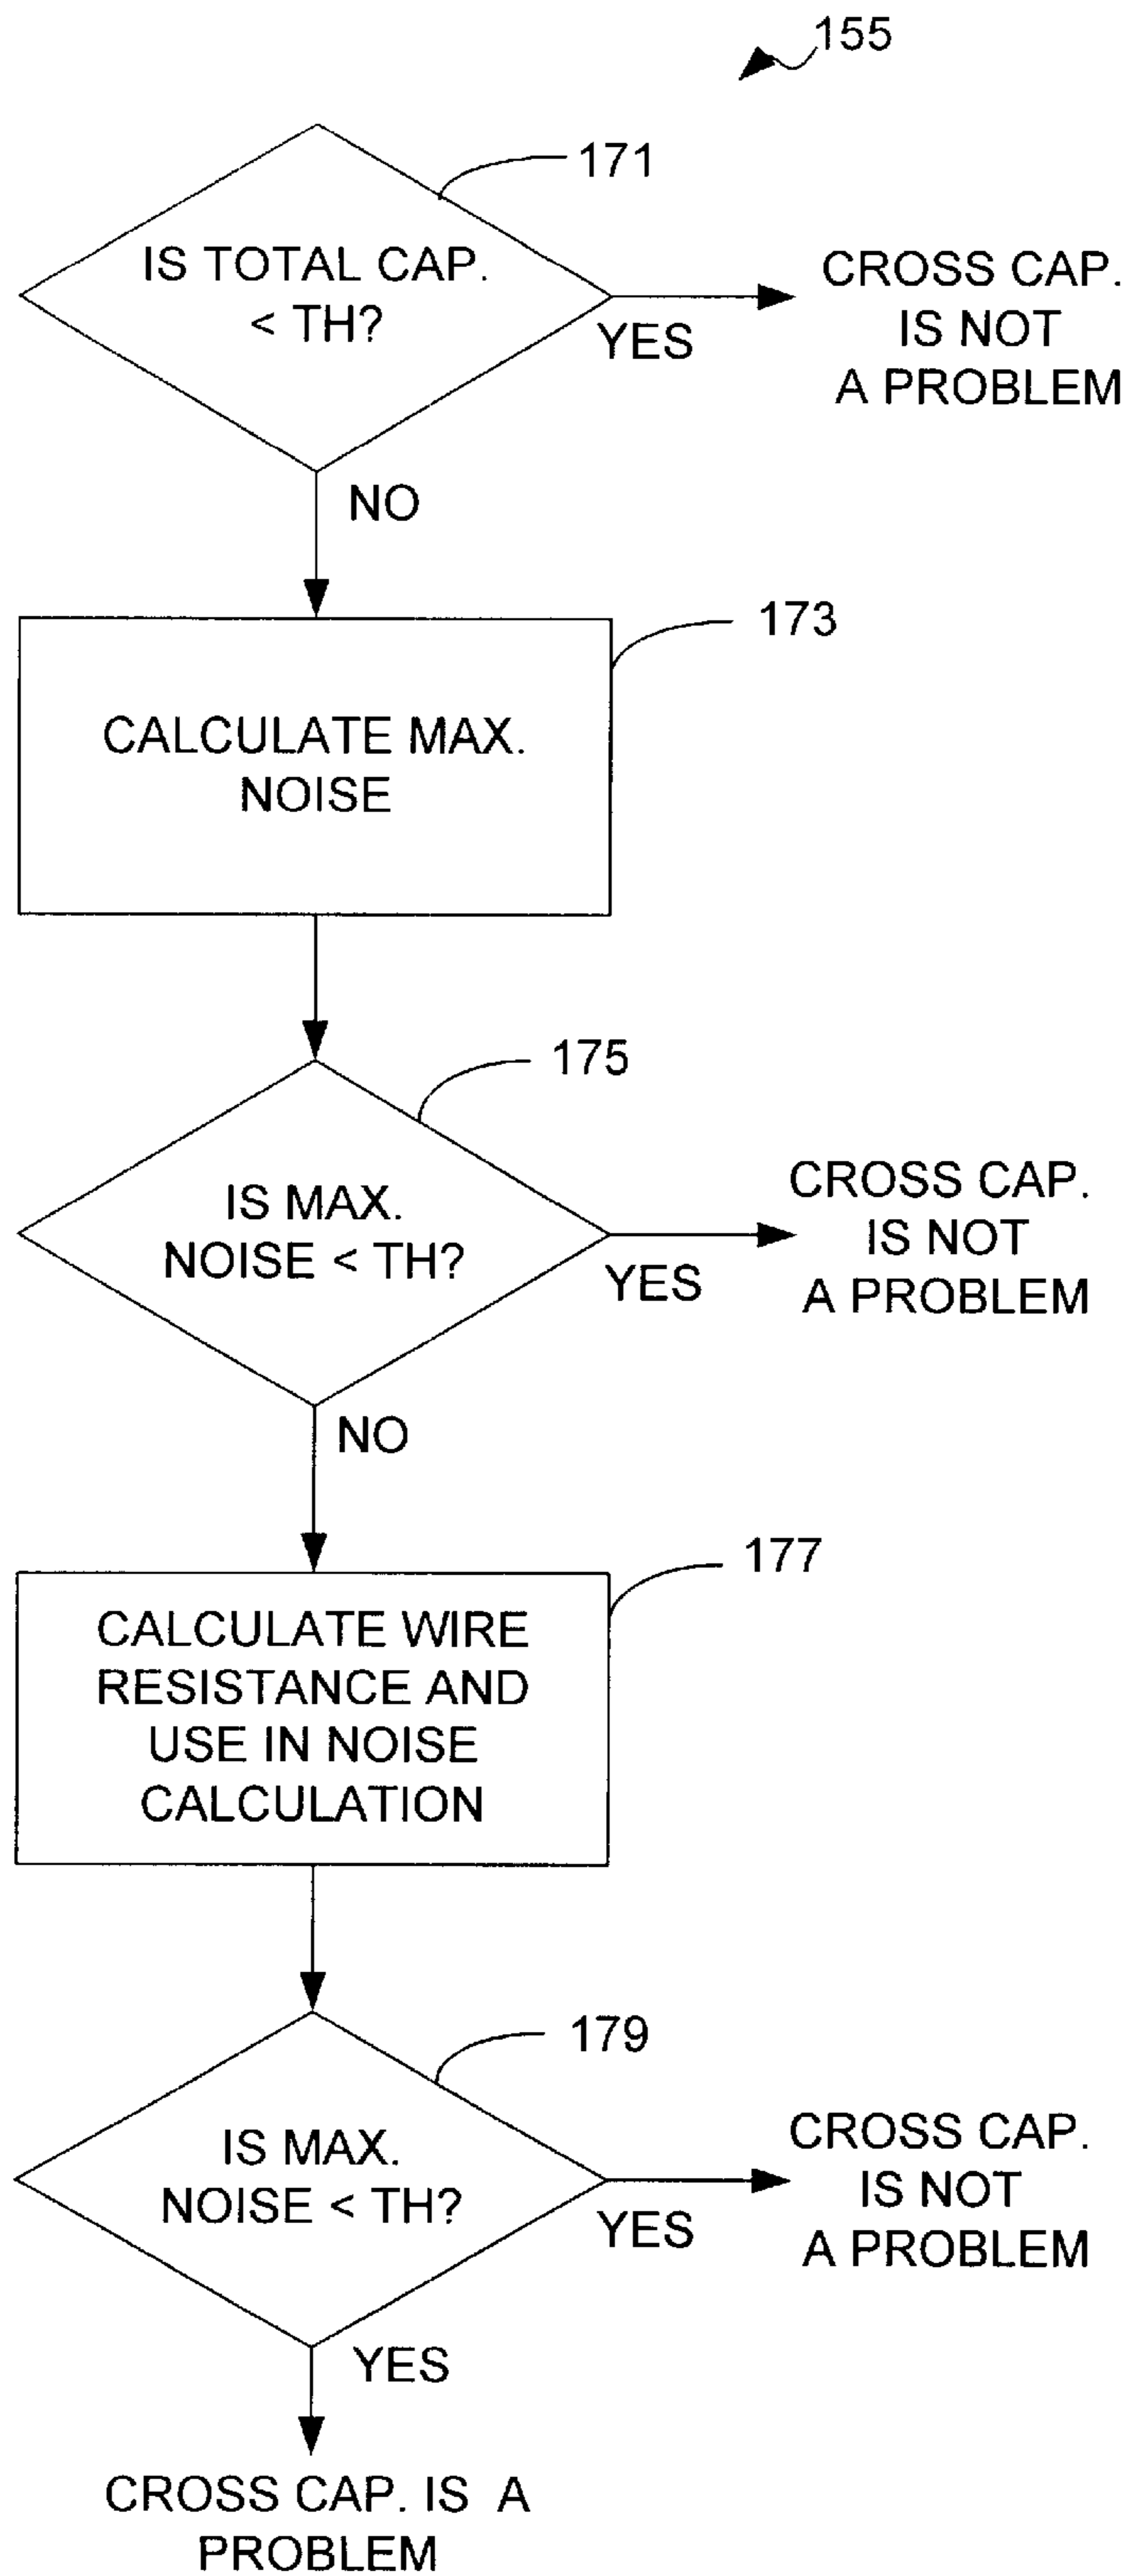 155
171
IS TOTAL CAP.
< TH?
YES
CROSS CAP.
IS NOT
A PROBLEM
NO
173
CALCULATE MAX.
NOISE
175
IS MAX.
NOISE < TH?
YES
CROSS CAP.
IS NOT
A PROBLEM
NO
177
CALCULATE WIRE
RESISTANCE AND
USE IN NOISE
CALCULATION
179
IS MAX.
NOISE < TH?
YES
CROSS CAP.
IS NOT
A PROBLEM
YES
CROSS CAP. IS A
PROBLEM